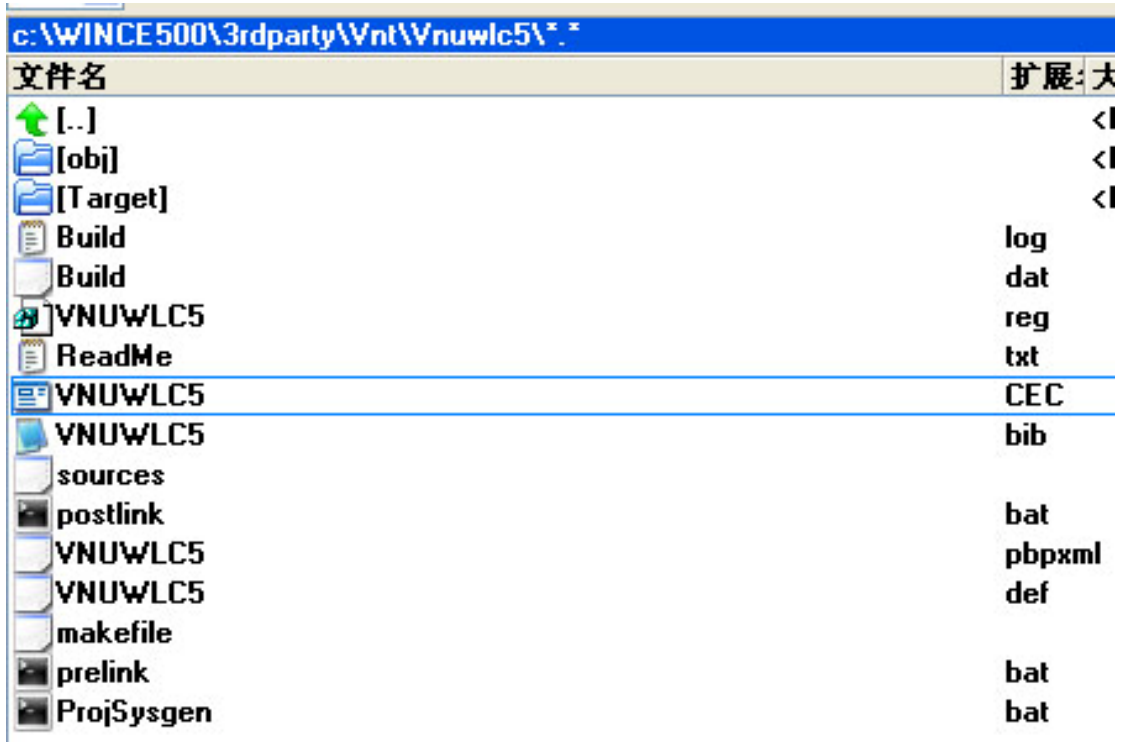 c:\WINCE500\3rdparty\Vnt\Vnuwlc5\*.*
文件名 扩展
[..]
[obj]
[Target]
Build log
Build dat
VNUWLC5 reg
ReadMe txt
VNUWLC5 CEC
VNUWLC5 bib
sources
postlink bat
VNUWLC5 pbpxml
VNUWLC5 def
makefile
prelink bat
ProjSysgen bat